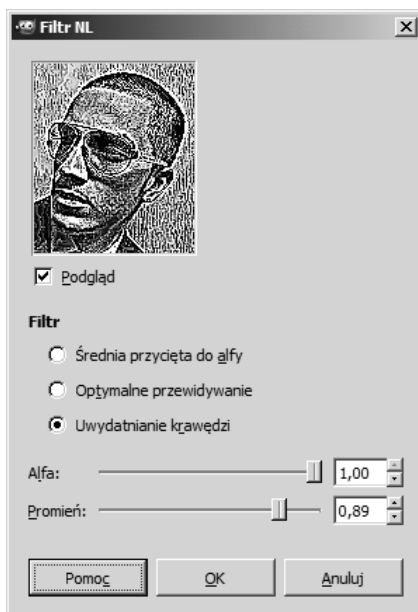 Filtr NL
Podgląd
Filtr
Średnia przycięta do alfy
Optymalne przewidywanie
Uwydatnianie krawędzi
Alfa: 1,00
Promień: 0,89
Pomoc OK Anuluj